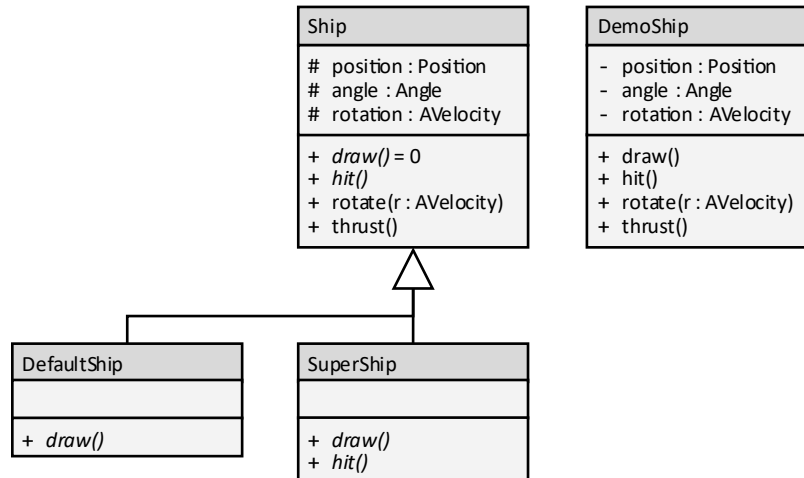 Ship
# position : Position
# angle : Angle
# rotation : AVelocity
+ draw() = 0
+ hit()
+ rotate(r : AVelocity)
+ thrust()
DemoShip
- position : Position
- angle : Angle
- rotation : AVelocity
+ draw()
+ hit()
+ rotate(r : AVelocity)
+ thrust()
DefaultShip
+ draw()
SuperShip
+ draw()
+ hit()